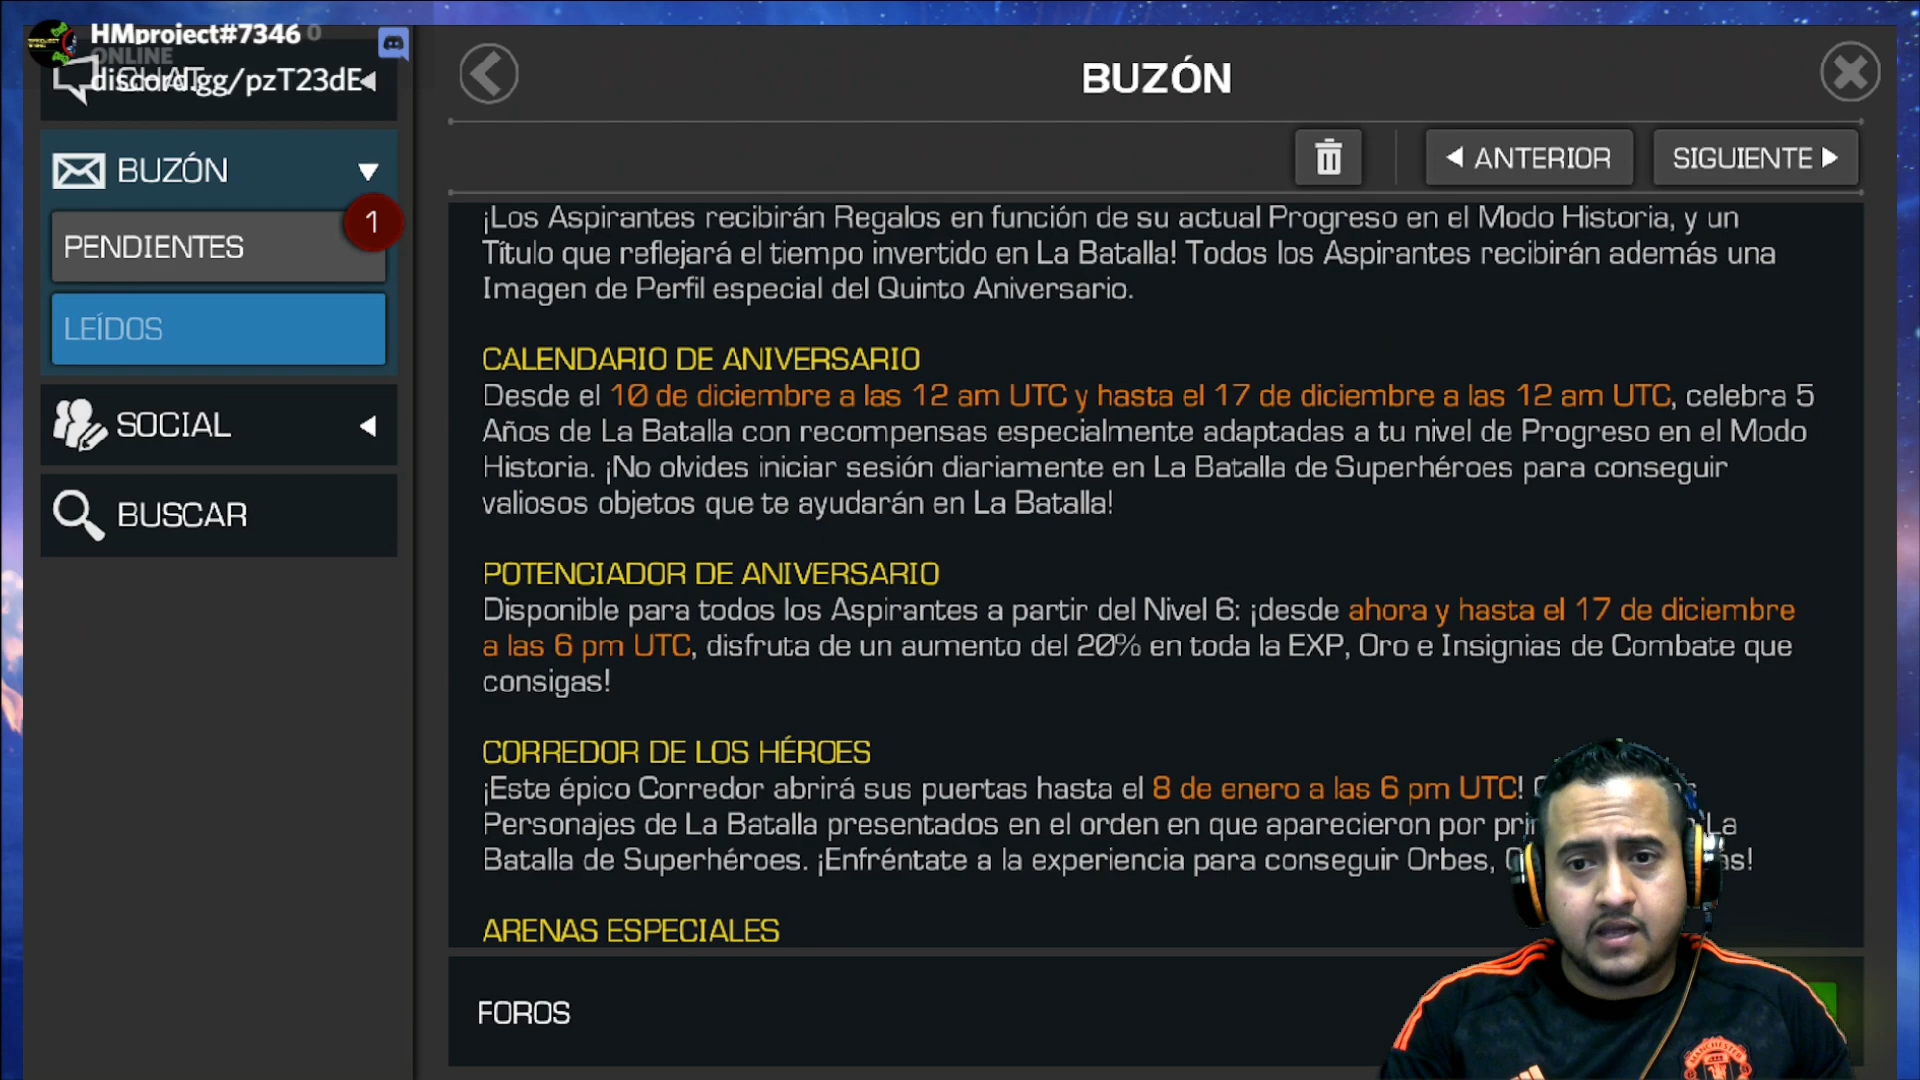 HMproject#7346 0
ONLINE
CHAT
discord.gg/pzT23dE
BUZÓN
PENDIENTES
1
LEÍDOS
SOCIAL
BUSCAR
BUZÓN
ANTERIOR
SIGUIENTE
¡Los Aspirantes recibirán Regalos en función de su actual Progreso en el Modo Historia, y un
Título que reflejará el tiempo invertido en La Batalla! Todos los Aspirantes recibirán además una
Imagen de Perfil especial del Quinto Aniversario.
CALENDARIO DE ANIVERSARIO
Desde el 10 de diciembre a las 12 am UTC y hasta el 17 de diciembre a las 12 am UTC, celebra 5
Años de La Batalla con recompensas especialmente adaptadas a tu nivel de Progreso en el Modo
Historia. ¡No olvides iniciar sesión diariamente en La Batalla de Superhéroes para conseguir
valiosos objetos que te ayudarán en La Batalla!
POTENCIADOR DE ANIVERSARIO
Disponible para todos los Aspirantes a partir del Nivel 6: ¡desde ahora y hasta el 17 de diciembre
a las 6 pm UTC, disfruta de un aumento del 20% en toda la EXP, Oro e Insignias de Combate que
consigas!
CORREDOR DE LOS HÉROES
¡Este épico Corredor abrirá sus puertas hasta el 8 de enero a las 6 pm UTC!
Personajes de La Batalla presentados en el orden en que aparecieron por La
Batalla de Superhéroes. ¡Enfréntate a la experiencia para conseguir Orbes,
ARENAS ESPECIALES
FOROS
MANCHESTER